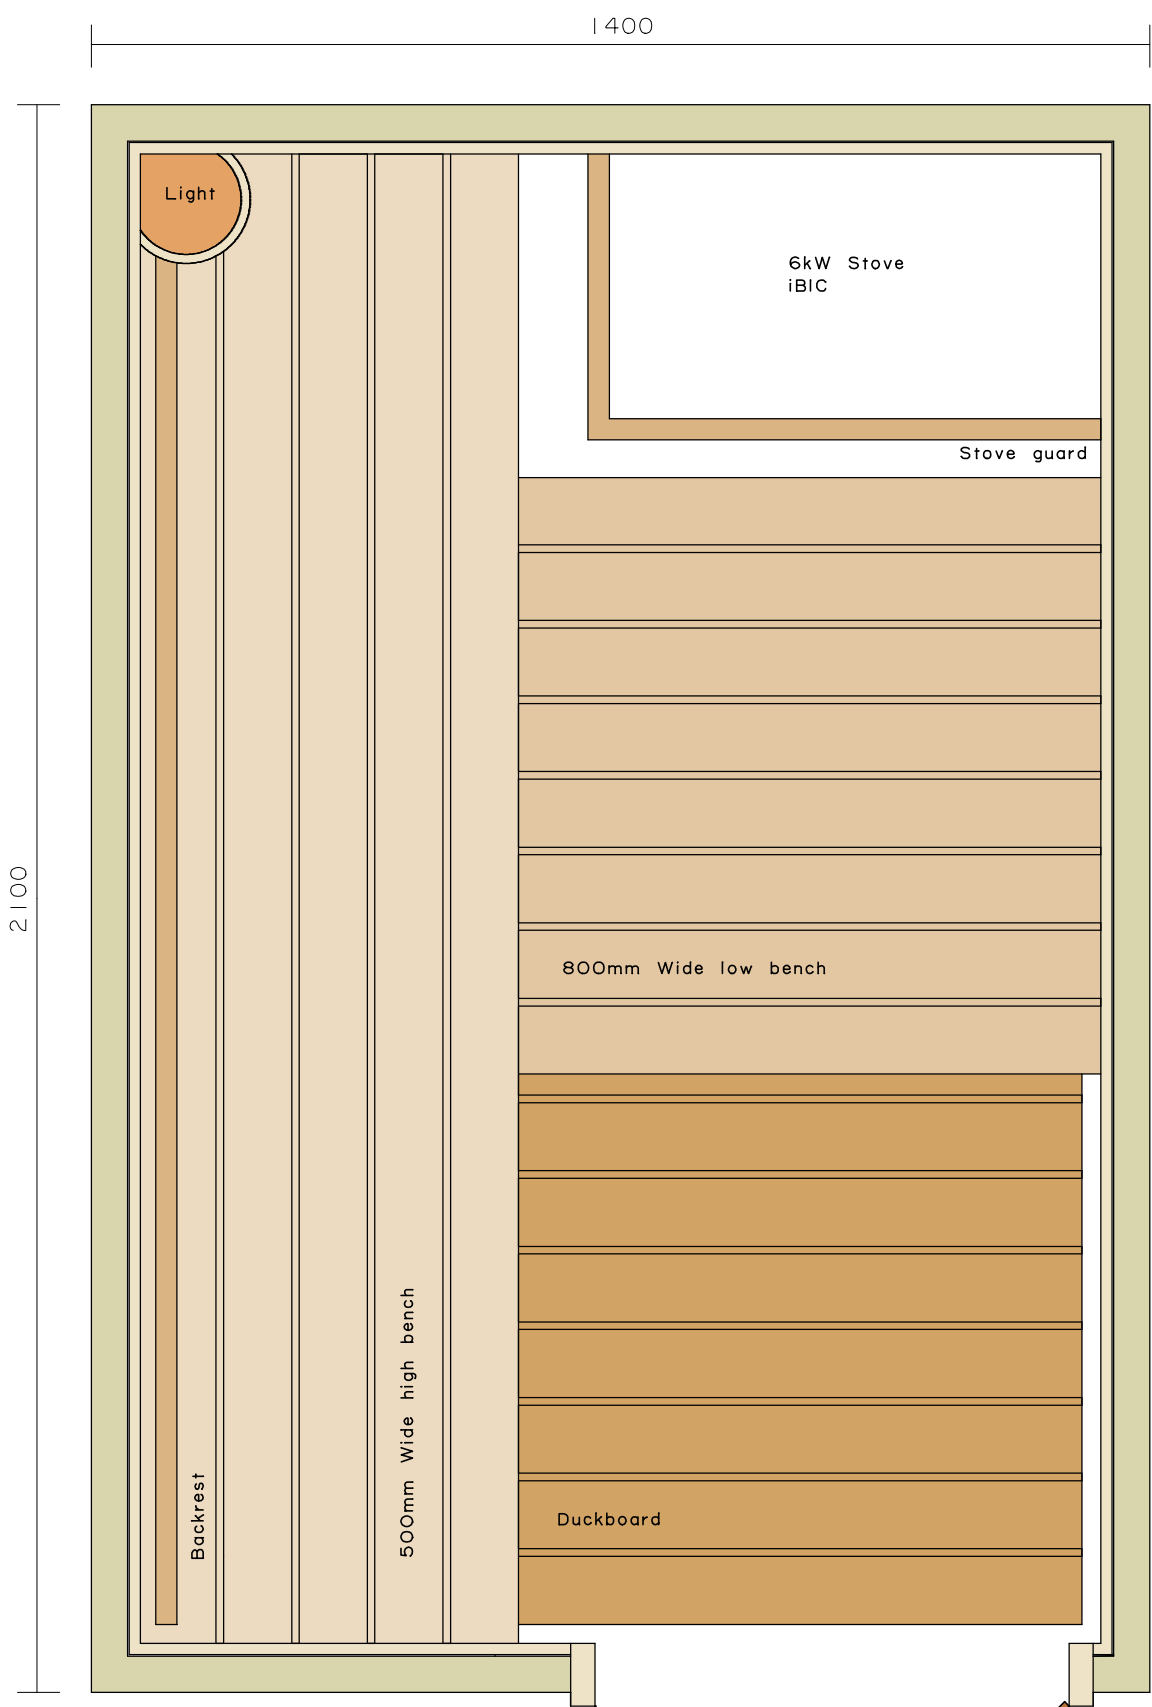 1400
Light
6kW Stove
iBIC
Stove guard
2100
800mm Wide low bench
500mm Wide high bench
Backrest
Duckboard